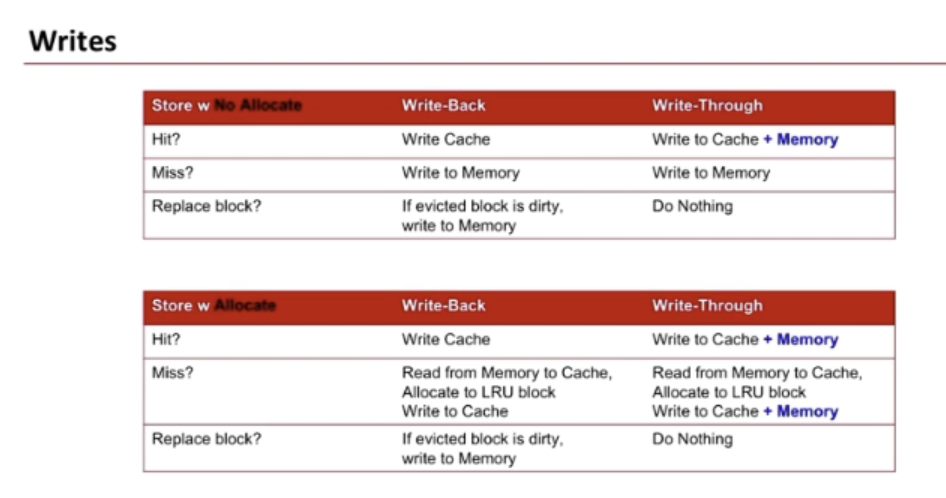 Writes
Store w No Allocate Write-Back Write-Through
Hit? Write Cache Write to Cache + Memory
Miss? Write to Memory Write to Memory
Replace block? If evicted block is dirty, Do Nothing
write to Memory
Store w Allocate Write-Back Write-Through
Hit? Write Cache Write to Cache + Memory
Miss? Read from Memory to Cache, Read from Memory to Cache,
Allocate to LRU block Allocate to LRU block
Write to Cache Write to Cache + Memory
Replace block? If evicted block is dirty, Do Nothing
write to Memory